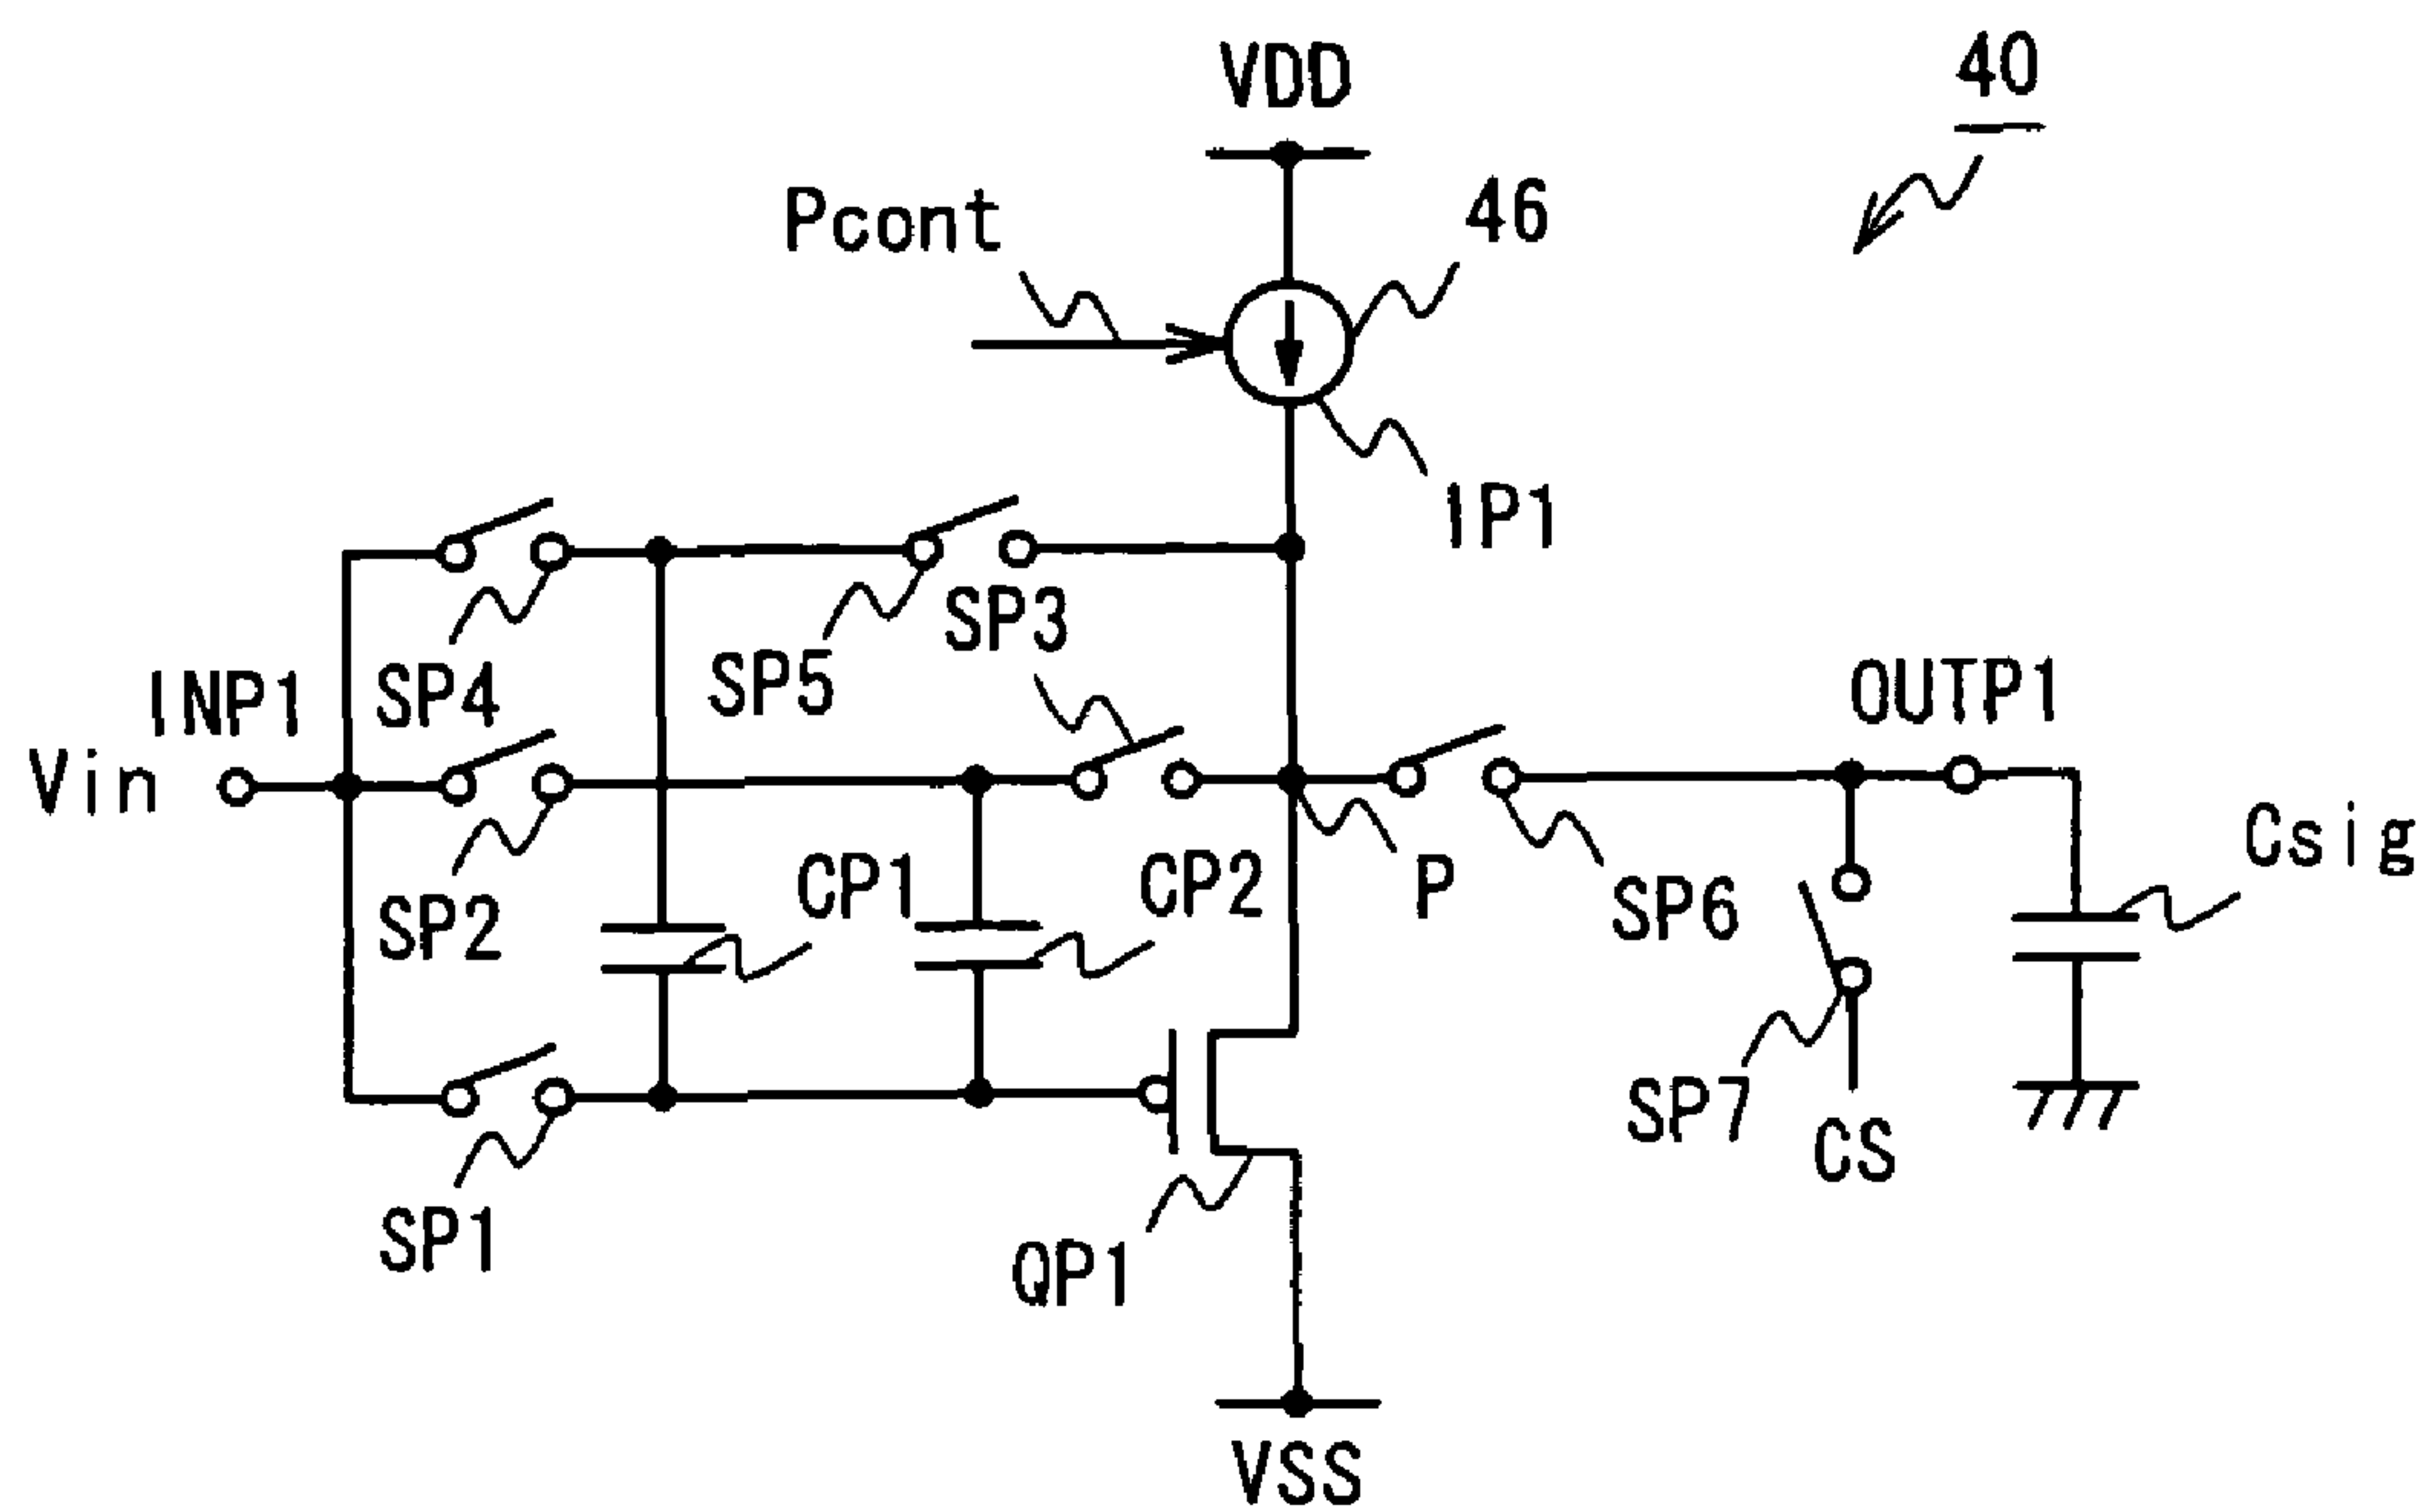 VDD
40
Pcont
46
IP1
SP3
INP1
SP4
SP5
OUTP1
Vin
Csig
SP2
CP1
CP2
P
SP6
SP7
CS
SP1
QP1
VSS